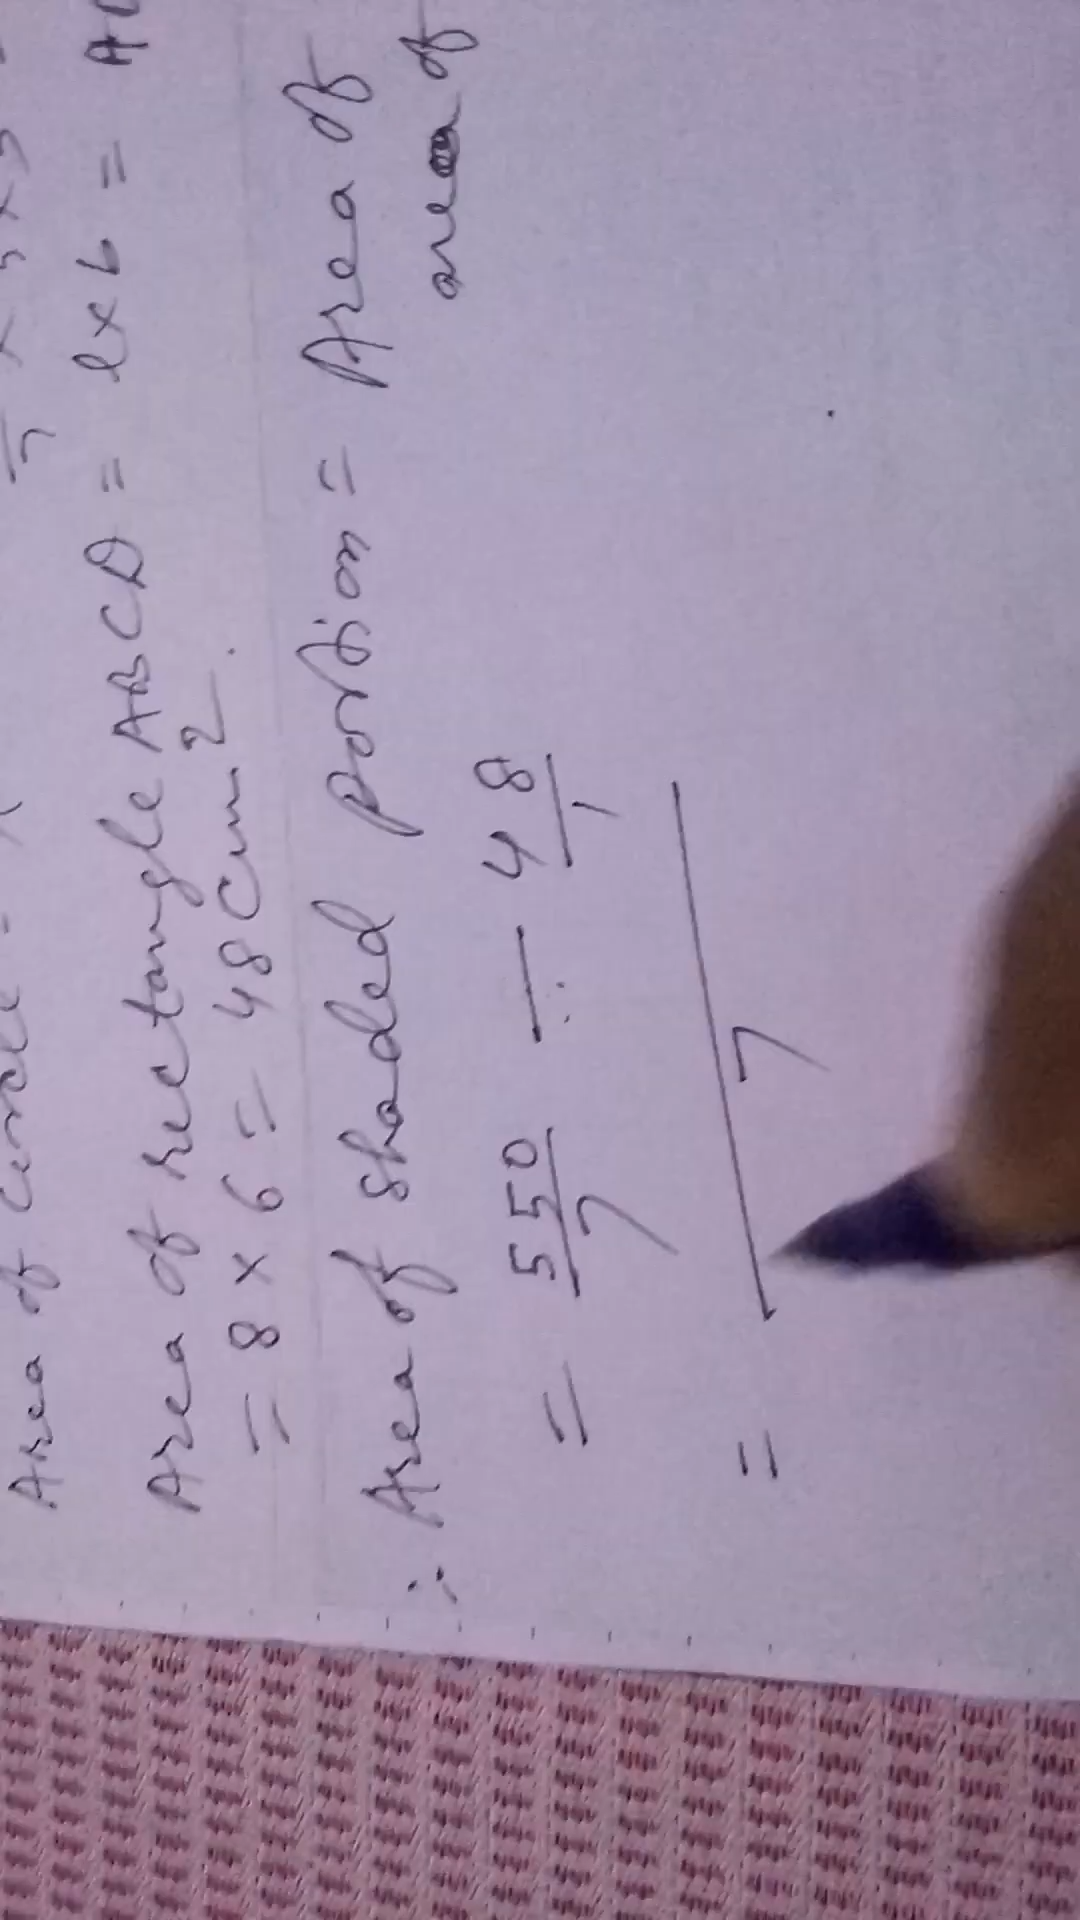 Area of circle =
Area of rectangle ABCD = l x b =
= 8 x 6 = 48 cm2.
∴ Area of shaded portion = Area of
area of
= 550/7 — 48/1
= /7